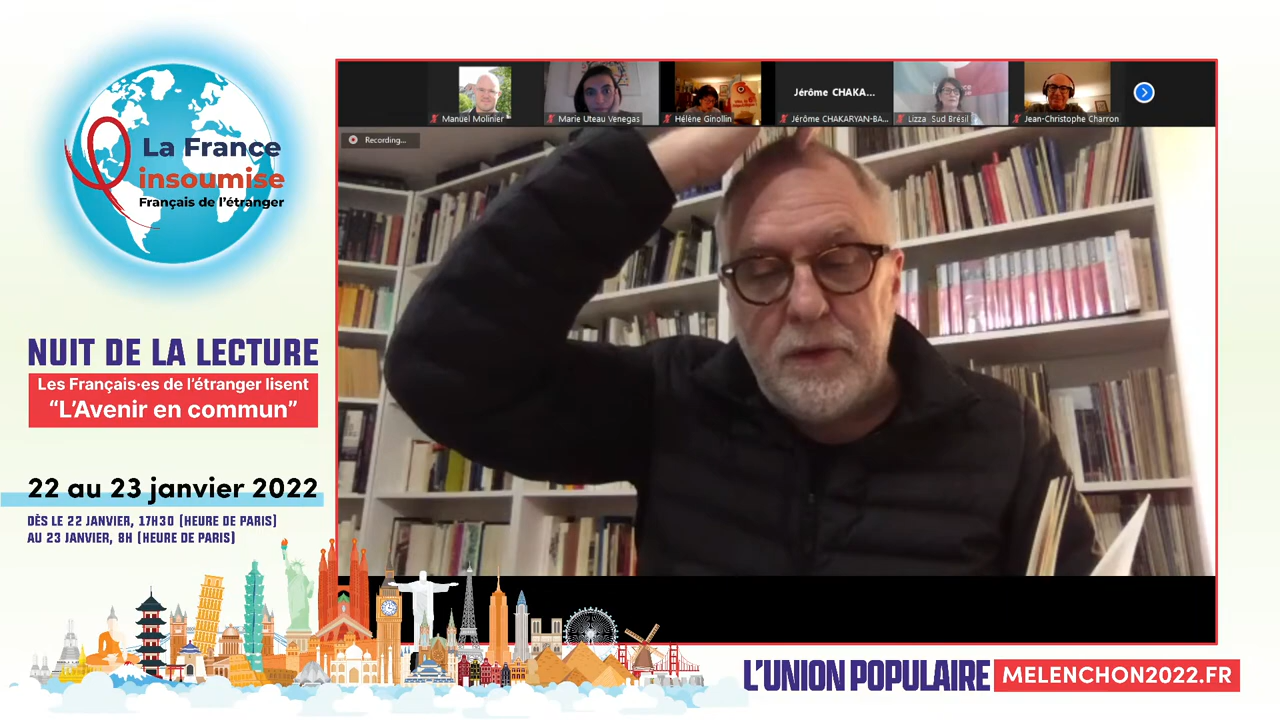 La France
insoumise
Français de l'étranger
NUIT DE LA LECTURE
Les Français·es de l'étranger lisent
“L'Avenir en commun”
22 au 23 janvier 2022
DÈS LE 22 JANVIER, 17H30 (HEURE DE PARIS)
AU 23 JANVIER, 8H (HEURE DE PARIS)
Manuel Molinier
Marie Uteau Venegas
Hélène Ginollin
Jérôme CHAKA...
Jérôme CHAKARYAN-BA...
Lizza Sud Brésil
Jean-Christophe Charron
Recording...
L'UNION POPULAIRE
MELENCHON2022.FR